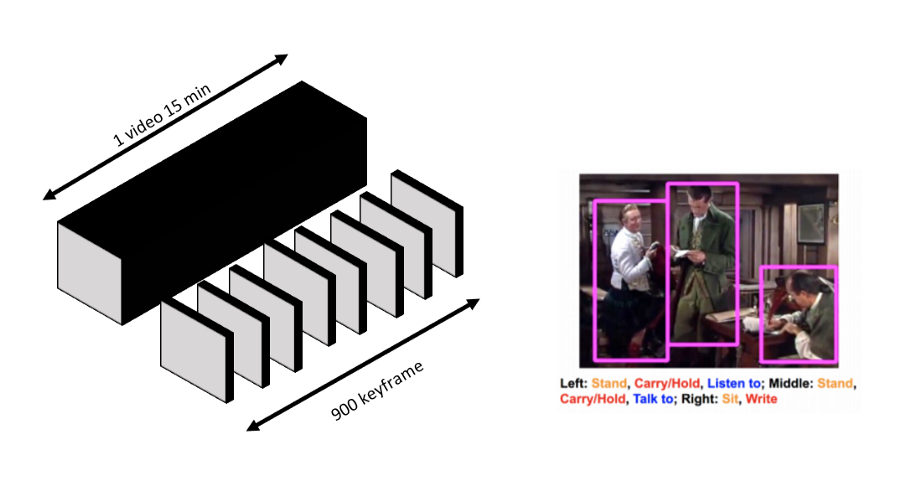 1 video 15 min
900 keyframe
Left: Stand, Carry/Hold, Listen to; Middle: Stand,
Carry/Hold, Talk to; Right: Sit, Write